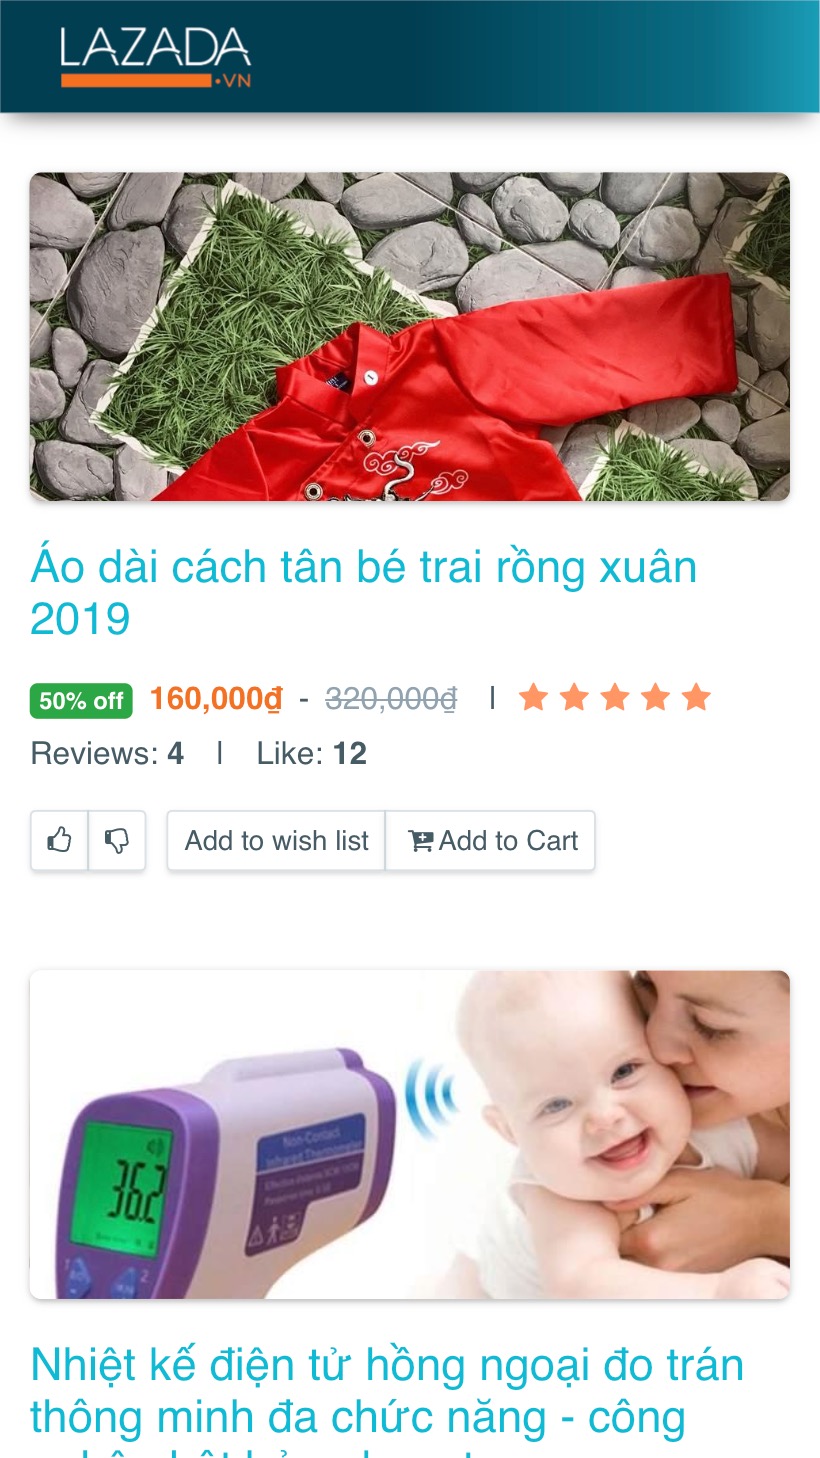 LAZADA
.VN
Áo dài cách tân bé trai rồng xuân
2019
50% off 160,000₫ - 320,000₫ | ★ ★ ★ ★ ★
Reviews: 4 | Like: 12
Add to wish list Add to Cart
36.2
Non-Contact
Infrared Thermometer
1 2
Nhiệt kế điện tử hồng ngoại đo trán
thông minh đa chức năng - công